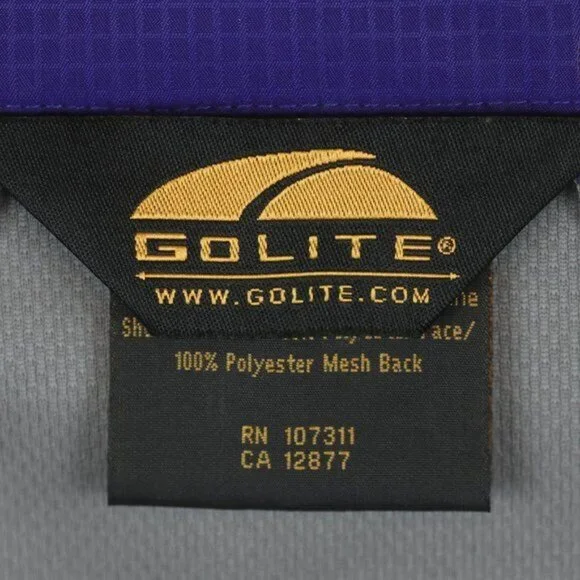 GOLITE®
WWW.GOLITE.COM
100% Polyester Mesh Back
RN 107311
CA 12877